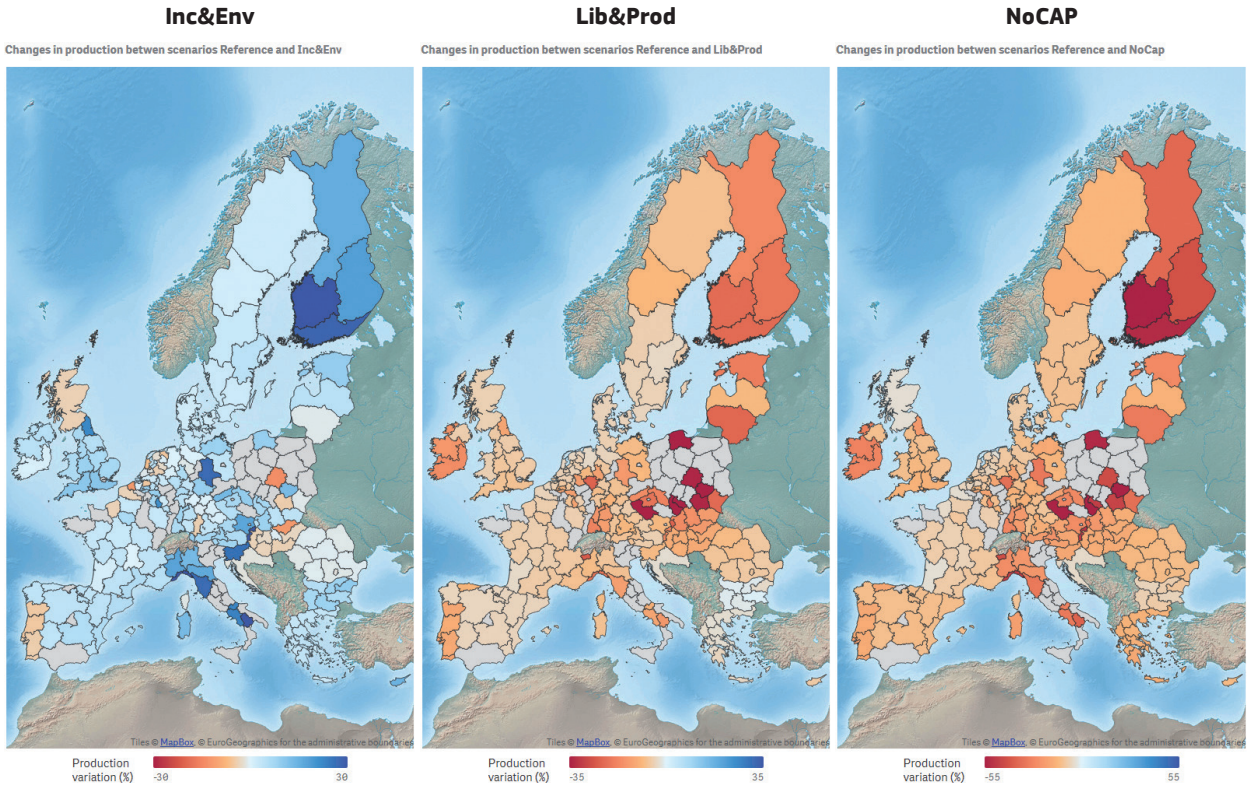 Inc&Env
Lib&Prod
NoCAP
Changes in production betwen scenarios Reference and Inc&Env
Changes in production betwen scenarios Reference and Lib&Prod
Changes in production betwen scenarios Reference and NoCap
Tiles © MapBox, © EuroGeographics for the administrative boundaries
Tiles © MapBox, © EuroGeographics for the administrative boundaries
Tiles © MapBox, © EuroGeographics for the administrative boundaries
Production
variation (%)
-30
30
Production
variation (%)
-35
35
Production
variation (%)
-55
55